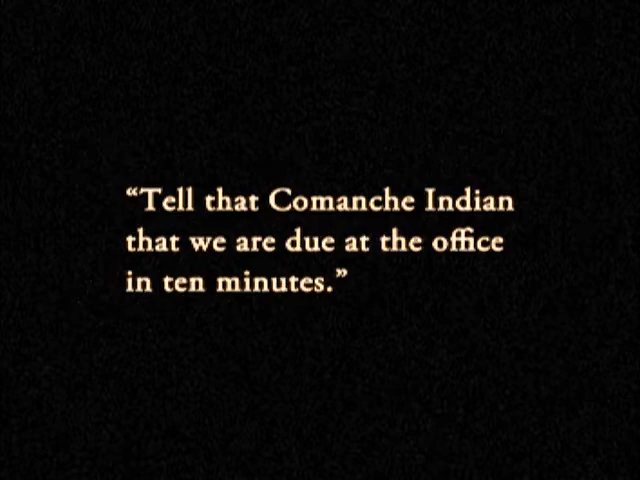 “Tell that Comanche Indian
that we are due at the office
in ten minutes.”